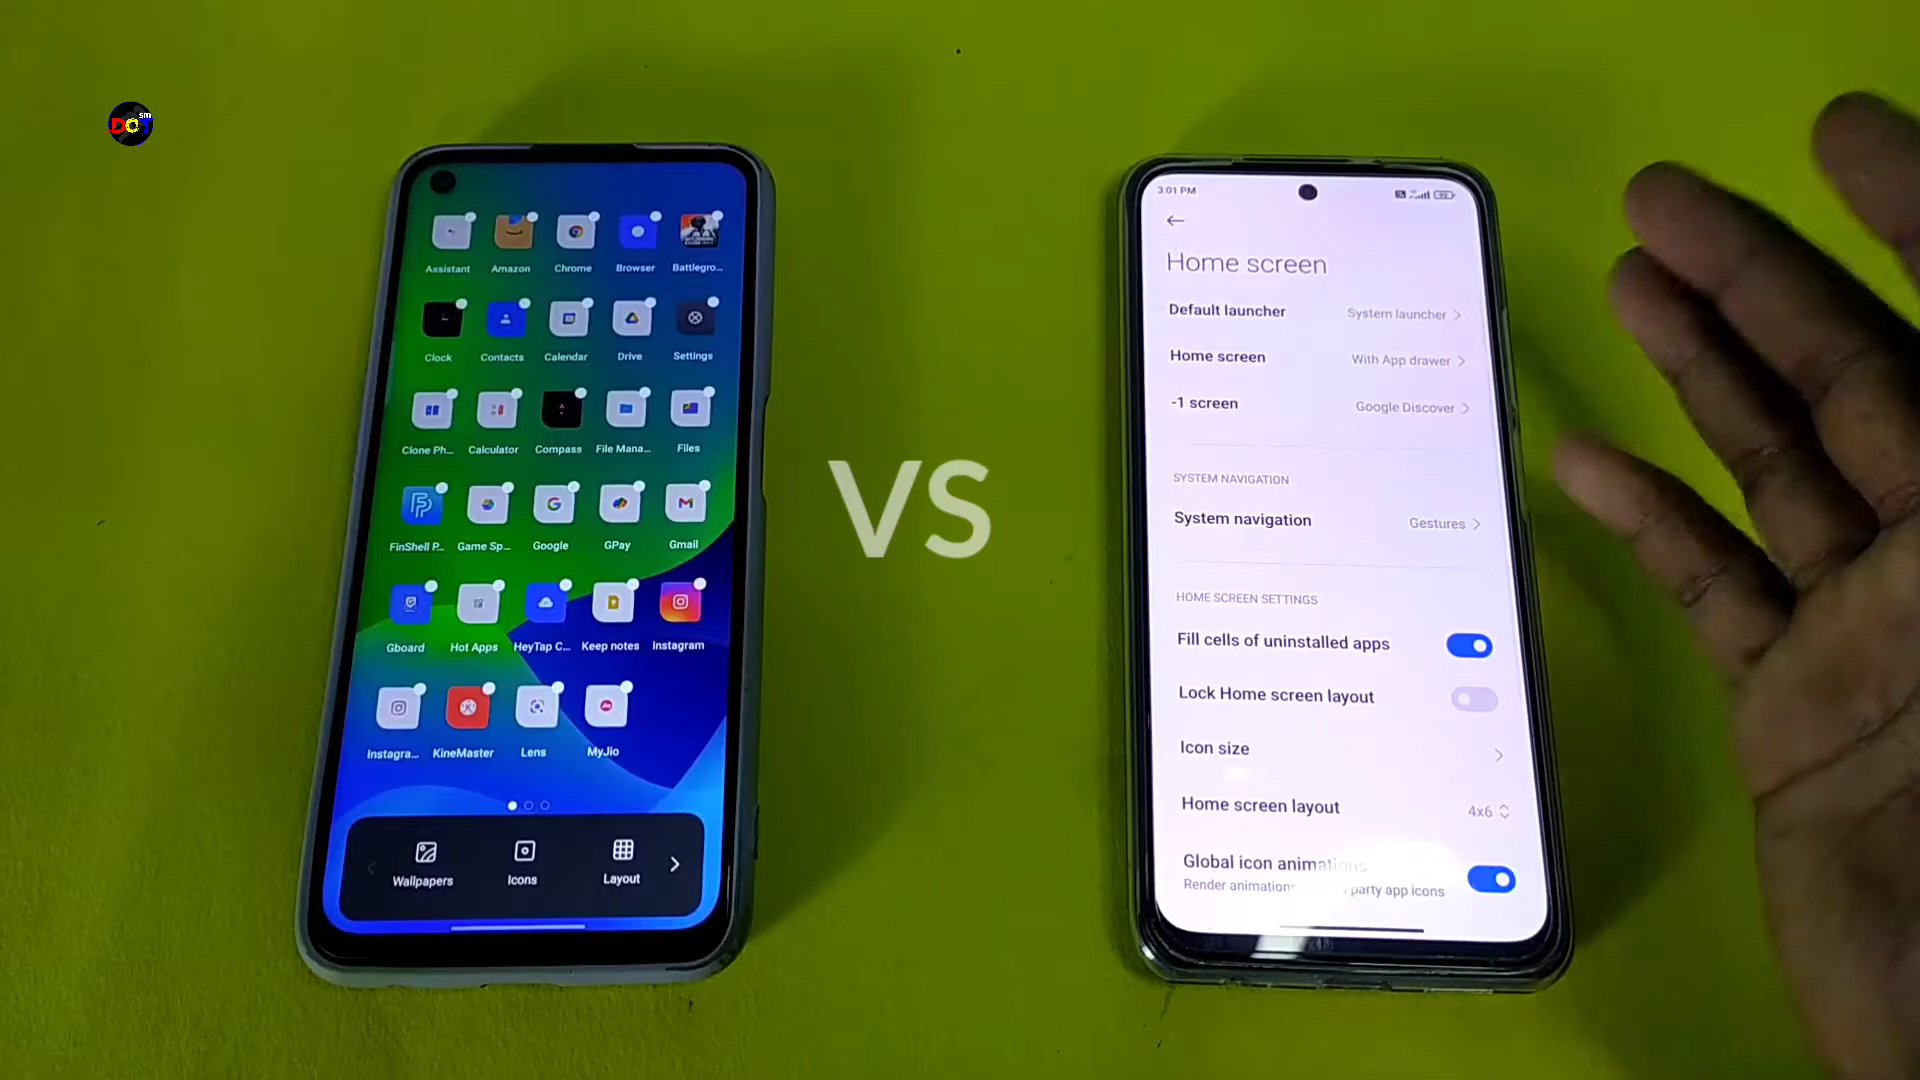 DOT
sm
Assistant Amazon Chrome Browser Battlegro...
Clock Contacts Calendar Drive Settings
Clone Ph... Calculator Compass File Mana... Files
FinShell P... Game Sp... Google GPay Gmail
Gboard Hot Apps HeyTap C... Keep notes Instagram
Instagra... KineMaster Lens MyJio
Wallpapers Icons Layout
VS
3:01 PM
Home screen
Default launcher System launcher
Home screen With App drawer
-1 screen Google Discover
SYSTEM NAVIGATION
System navigation Gestures
HOME SCREEN SETTINGS
Fill cells of uninstalled apps
Lock Home screen layout
Icon size
Home screen layout 4x6
Global icon animations
Render animations party app icons